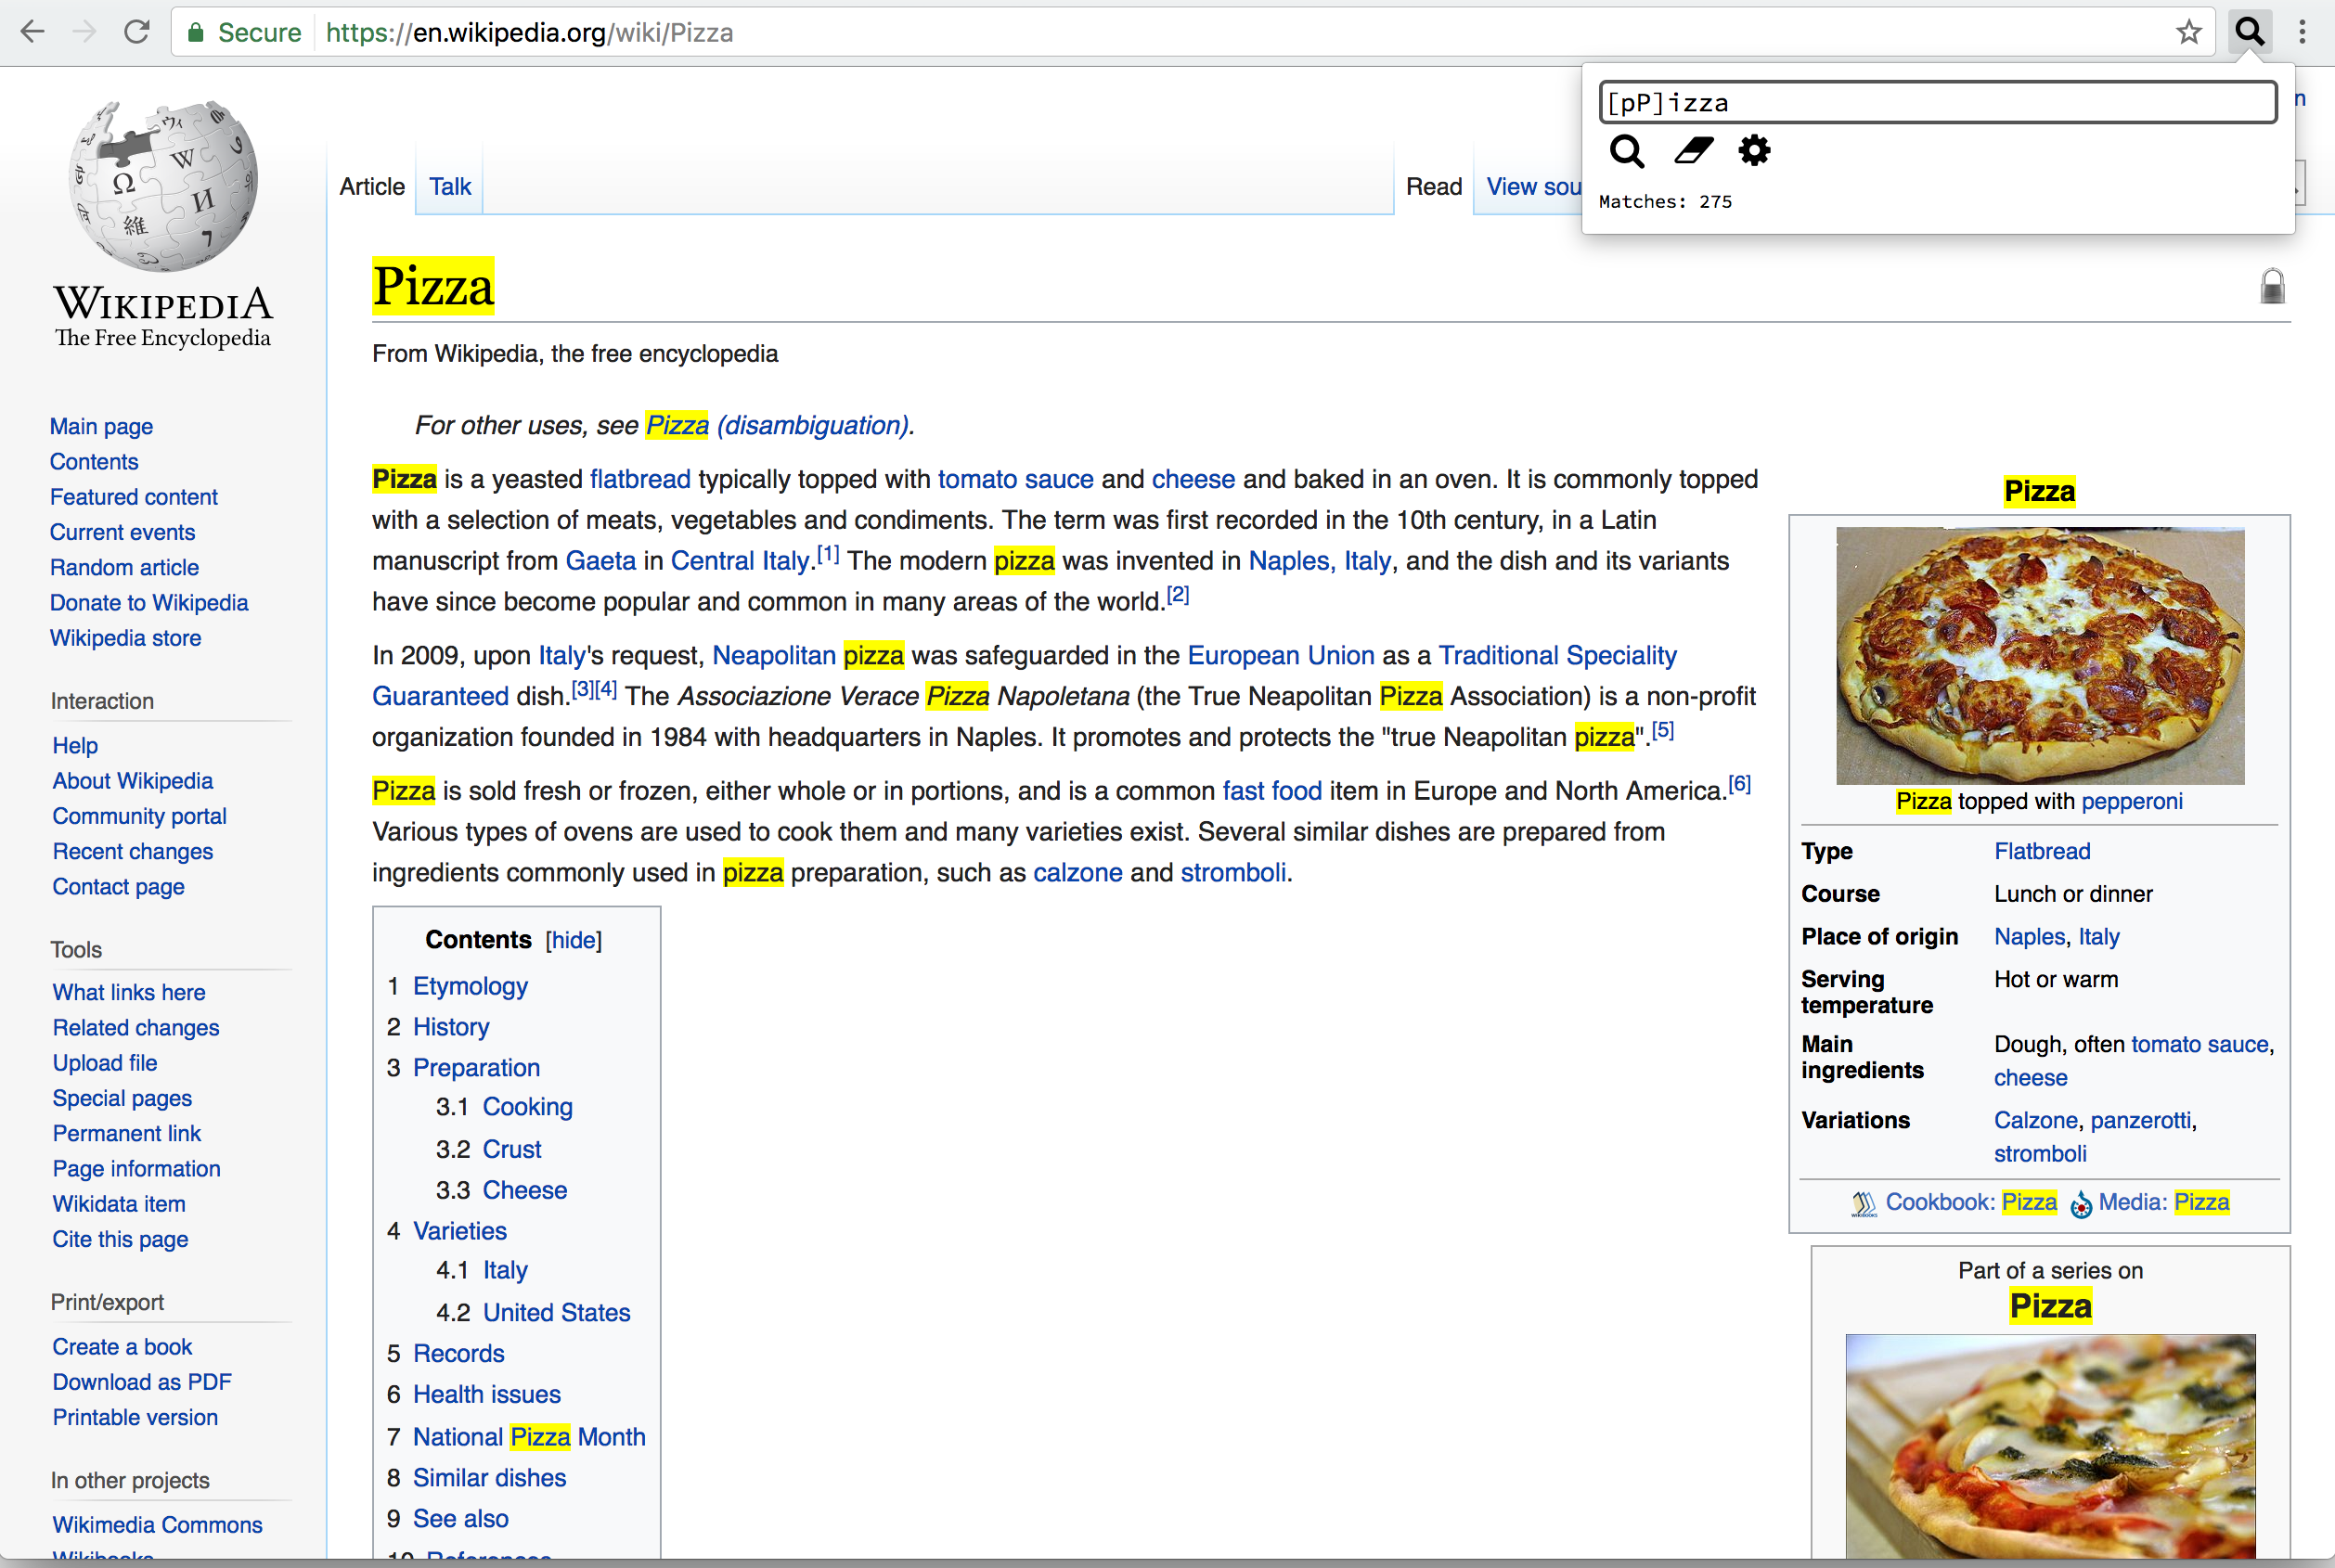 Secure https://en.wikipedia.org/wiki/Pizza
[pP]izza
Matches: 275
Ω W И 維 ウィ 7
WIKIPEDIA
The Free Encyclopedia
Main page
Contents
Featured content
Current events
Random article
Donate to Wikipedia
Wikipedia store
Interaction
Help
About Wikipedia
Community portal
Recent changes
Contact page
Tools
What links here
Related changes
Upload file
Special pages
Permanent link
Page information
Wikidata item
Cite this page
Print/export
Create a book
Download as PDF
Printable version
In other projects
Wikimedia Commons
Wikibooks
Article Talk Read View sou
Pizza
From Wikipedia, the free encyclopedia
For other uses, see Pizza (disambiguation).
Pizza is a yeasted flatbread typically topped with tomato sauce and cheese and baked in an oven. It is commonly topped
with a selection of meats, vegetables and condiments. The term was first recorded in the 10th century, in a Latin
manuscript from Gaeta in Central Italy.[1] The modern pizza was invented in Naples, Italy, and the dish and its variants
have since become popular and common in many areas of the world.[2]
In 2009, upon Italy's request, Neapolitan pizza was safeguarded in the European Union as a Traditional Speciality
Guaranteed dish.[3][4] The Associazione Verace Pizza Napoletana (the True Neapolitan Pizza Association) is a non-profit
organization founded in 1984 with headquarters in Naples. It promotes and protects the "true Neapolitan pizza".[5]
Pizza is sold fresh or frozen, either whole or in portions, and is a common fast food item in Europe and North America.[6]
Various types of ovens are used to cook them and many varieties exist. Several similar dishes are prepared from
ingredients commonly used in pizza preparation, such as calzone and stromboli.
Contents [hide]
1 Etymology
2 History
3 Preparation
3.1 Cooking
3.2 Crust
3.3 Cheese
4 Varieties
4.1 Italy
4.2 United States
5 Records
6 Health issues
7 National Pizza Month
8 Similar dishes
9 See also
10 References
Pizza
Pizza topped with pepperoni
Type Flatbread
Course Lunch or dinner
Place of origin Naples, Italy
Serving temperature Hot or warm
Main ingredients Dough, often tomato sauce,
cheese
Variations Calzone, panzerotti,
stromboli
Cookbook: Pizza Media: Pizza
Part of a series on
Pizza